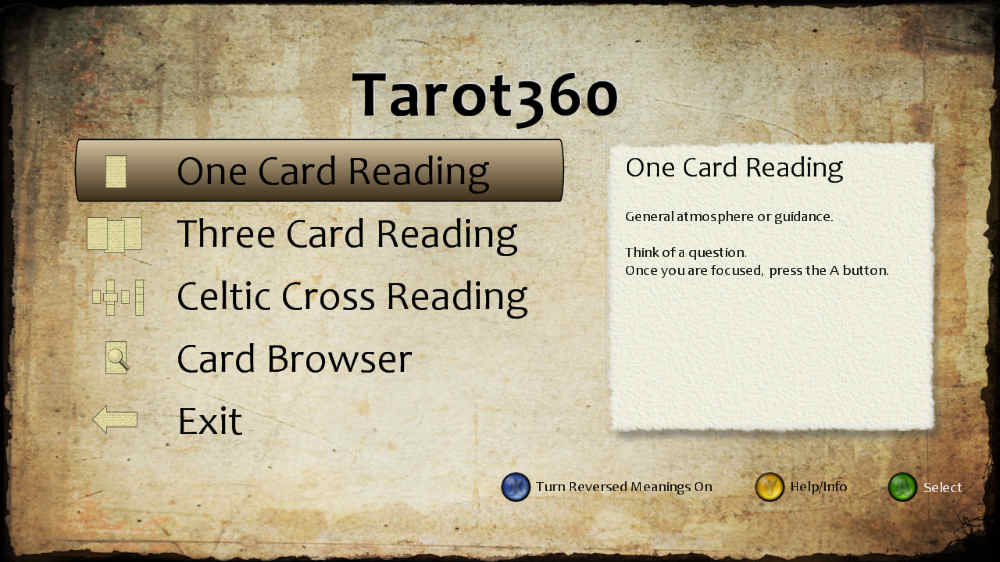 Tarot360
One Card Reading
Three Card Reading
Celtic Cross Reading
Card Browser
Exit
One Card Reading
General atmosphere or guidance.
Think of a question.
Once you are focused, press the A button.
X Turn Reversed Meanings On
Y Help/Info
A Select